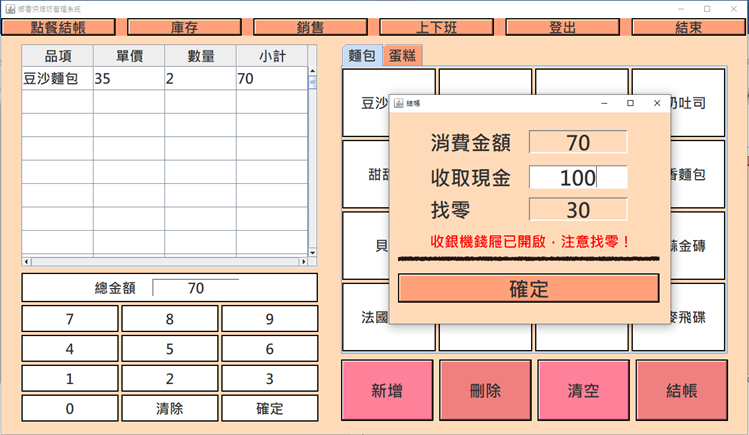 鄉香烘焙坊管理系統
點餐結帳 庫存 銷售 上下班 登出 結束
品項 單價 數量 小計
豆沙麵包 35 2 70
總金額 70
7 8 9
4 5 6
1 2 3
0 清除 確定
麵包 蛋糕
豆沙
奶吐司
甜甜
香麵包
貝
金磚
法國
飛碟
新增 刪除 清空 結帳
結帳
消費金額 70
收取現金 100
找零 30
收銀機錢屜已開啟，注意找零！
確定